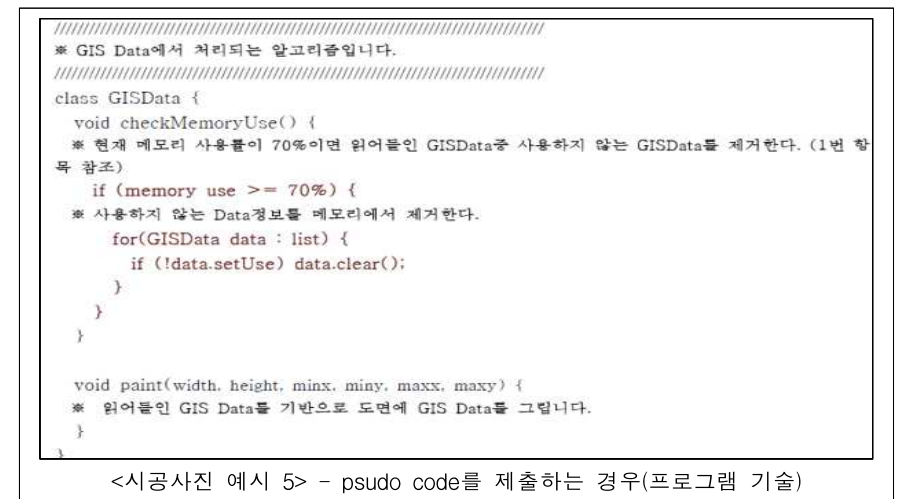 //////////////////////////////////////////////////////////////////////////////////
※ GIS Data에서 처리되는 알고리즘입니다.
//////////////////////////////////////////////////////////////////////////////////
class GISData {
void checkMemoryUse() {
※ 현재 메모리 사용률이 70%이면 읽어들인 GISData중 사용하지 않는 GISData를 제거한다. (1번 항
목 참조)
if (memory use >= 70%) {
※ 사용하지 않는 Data정보를 메모리에서 제거한다.
for(GISData data : list) {
if (!data.setUse) data.clear();
}
}
}
void paint(width, height, minx, miny, maxx, maxy) {
※ 읽어들인 GIS Data를 기반으로 도면에 GIS Data를 그립니다.
}
}
<시공사진 예시 5> - psudo code를 제출하는 경우(프로그램 기술)